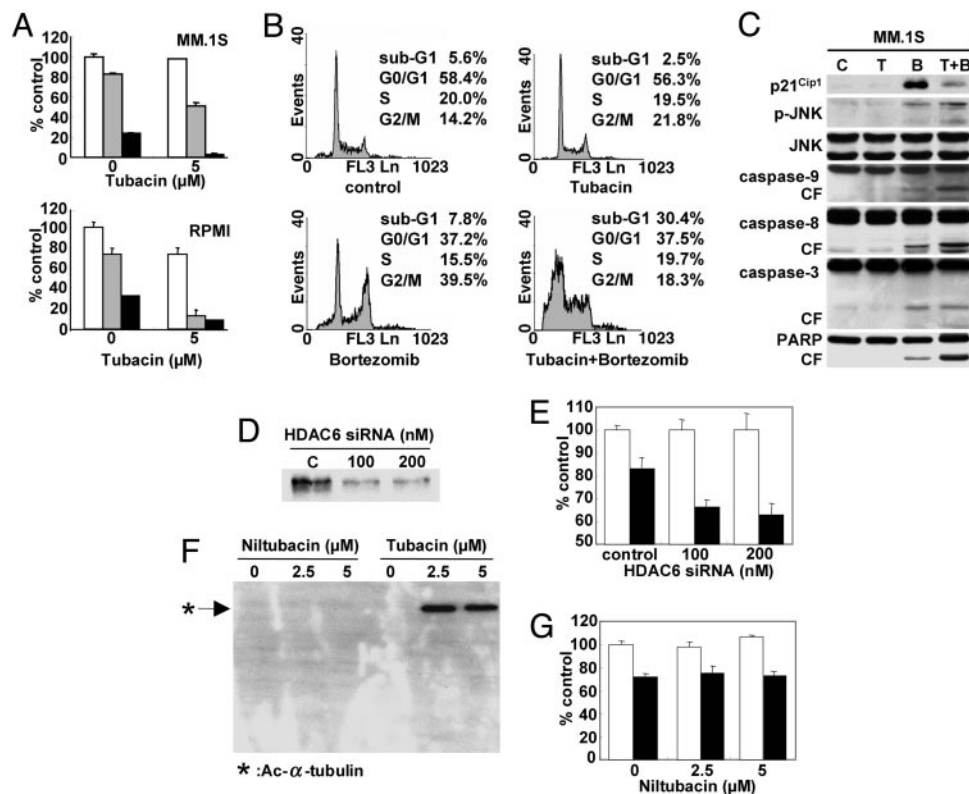 A
MM.1S
% control
120
100
80
60
40
20
0
0 5
Tubacin (µM)
RPMI
% control
100
80
60
40
20
0
0 5
Tubacin (µM)
B
40
Events
sub-G1 5.6%
G0/G1 58.4%
S 20.0%
G2/M 14.2%
0 FL3 Ln 1023
control
40
Events
sub-G1 2.5%
G0/G1 56.3%
S 19.5%
G2/M 21.8%
0 FL3 Ln 1023
Tubacin
40
Events
sub-G1 7.8%
G0/G1 37.2%
S 15.5%
G2/M 39.5%
0 FL3 Ln 1023
Bortezomib
40
Events
sub-G1 30.4%
G0/G1 37.5%
S 19.7%
G2/M 18.3%
0 FL3 Ln 1023
Tubacin+Bortezomib
C
MM.1S
C T B T+B
p21Cip1
p-JNK
JNK
caspase-9
CF
caspase-8
CF
caspase-3
CF
PARP
CF
D
HDAC6 siRNA (nM)
C 100 200
E
% control
110
100
90
80
70
60
50
control 100 200
HDAC6 siRNA (nM)
F
Niltubacin (µM) Tubacin (µM)
0 2.5 5 0 2.5 5
*
* :Ac-α-tubulin
G
% control
120
100
80
60
40
20
0
0 2.5 5
Niltubacin (µM)